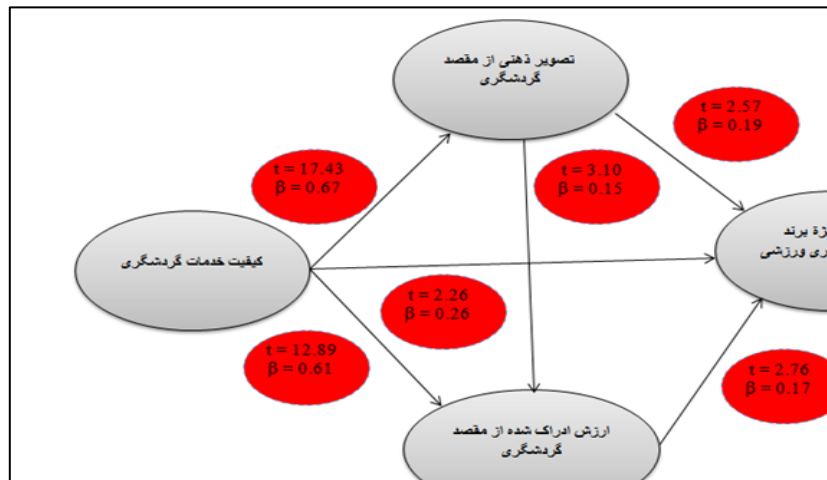 تصویر ذهنی از مقصد
گردشگری
t = 2.57
β = 0.19
t = 17.43
β = 0.67
t = 3.10
β = 0.15
برند
ورزشی
کیفیت خدمات گردشگری
t = 2.26
β = 0.26
t = 12.89
β = 0.61
t = 2.76
β = 0.17
ارزش ادراک شده از مقصد
گردشگری